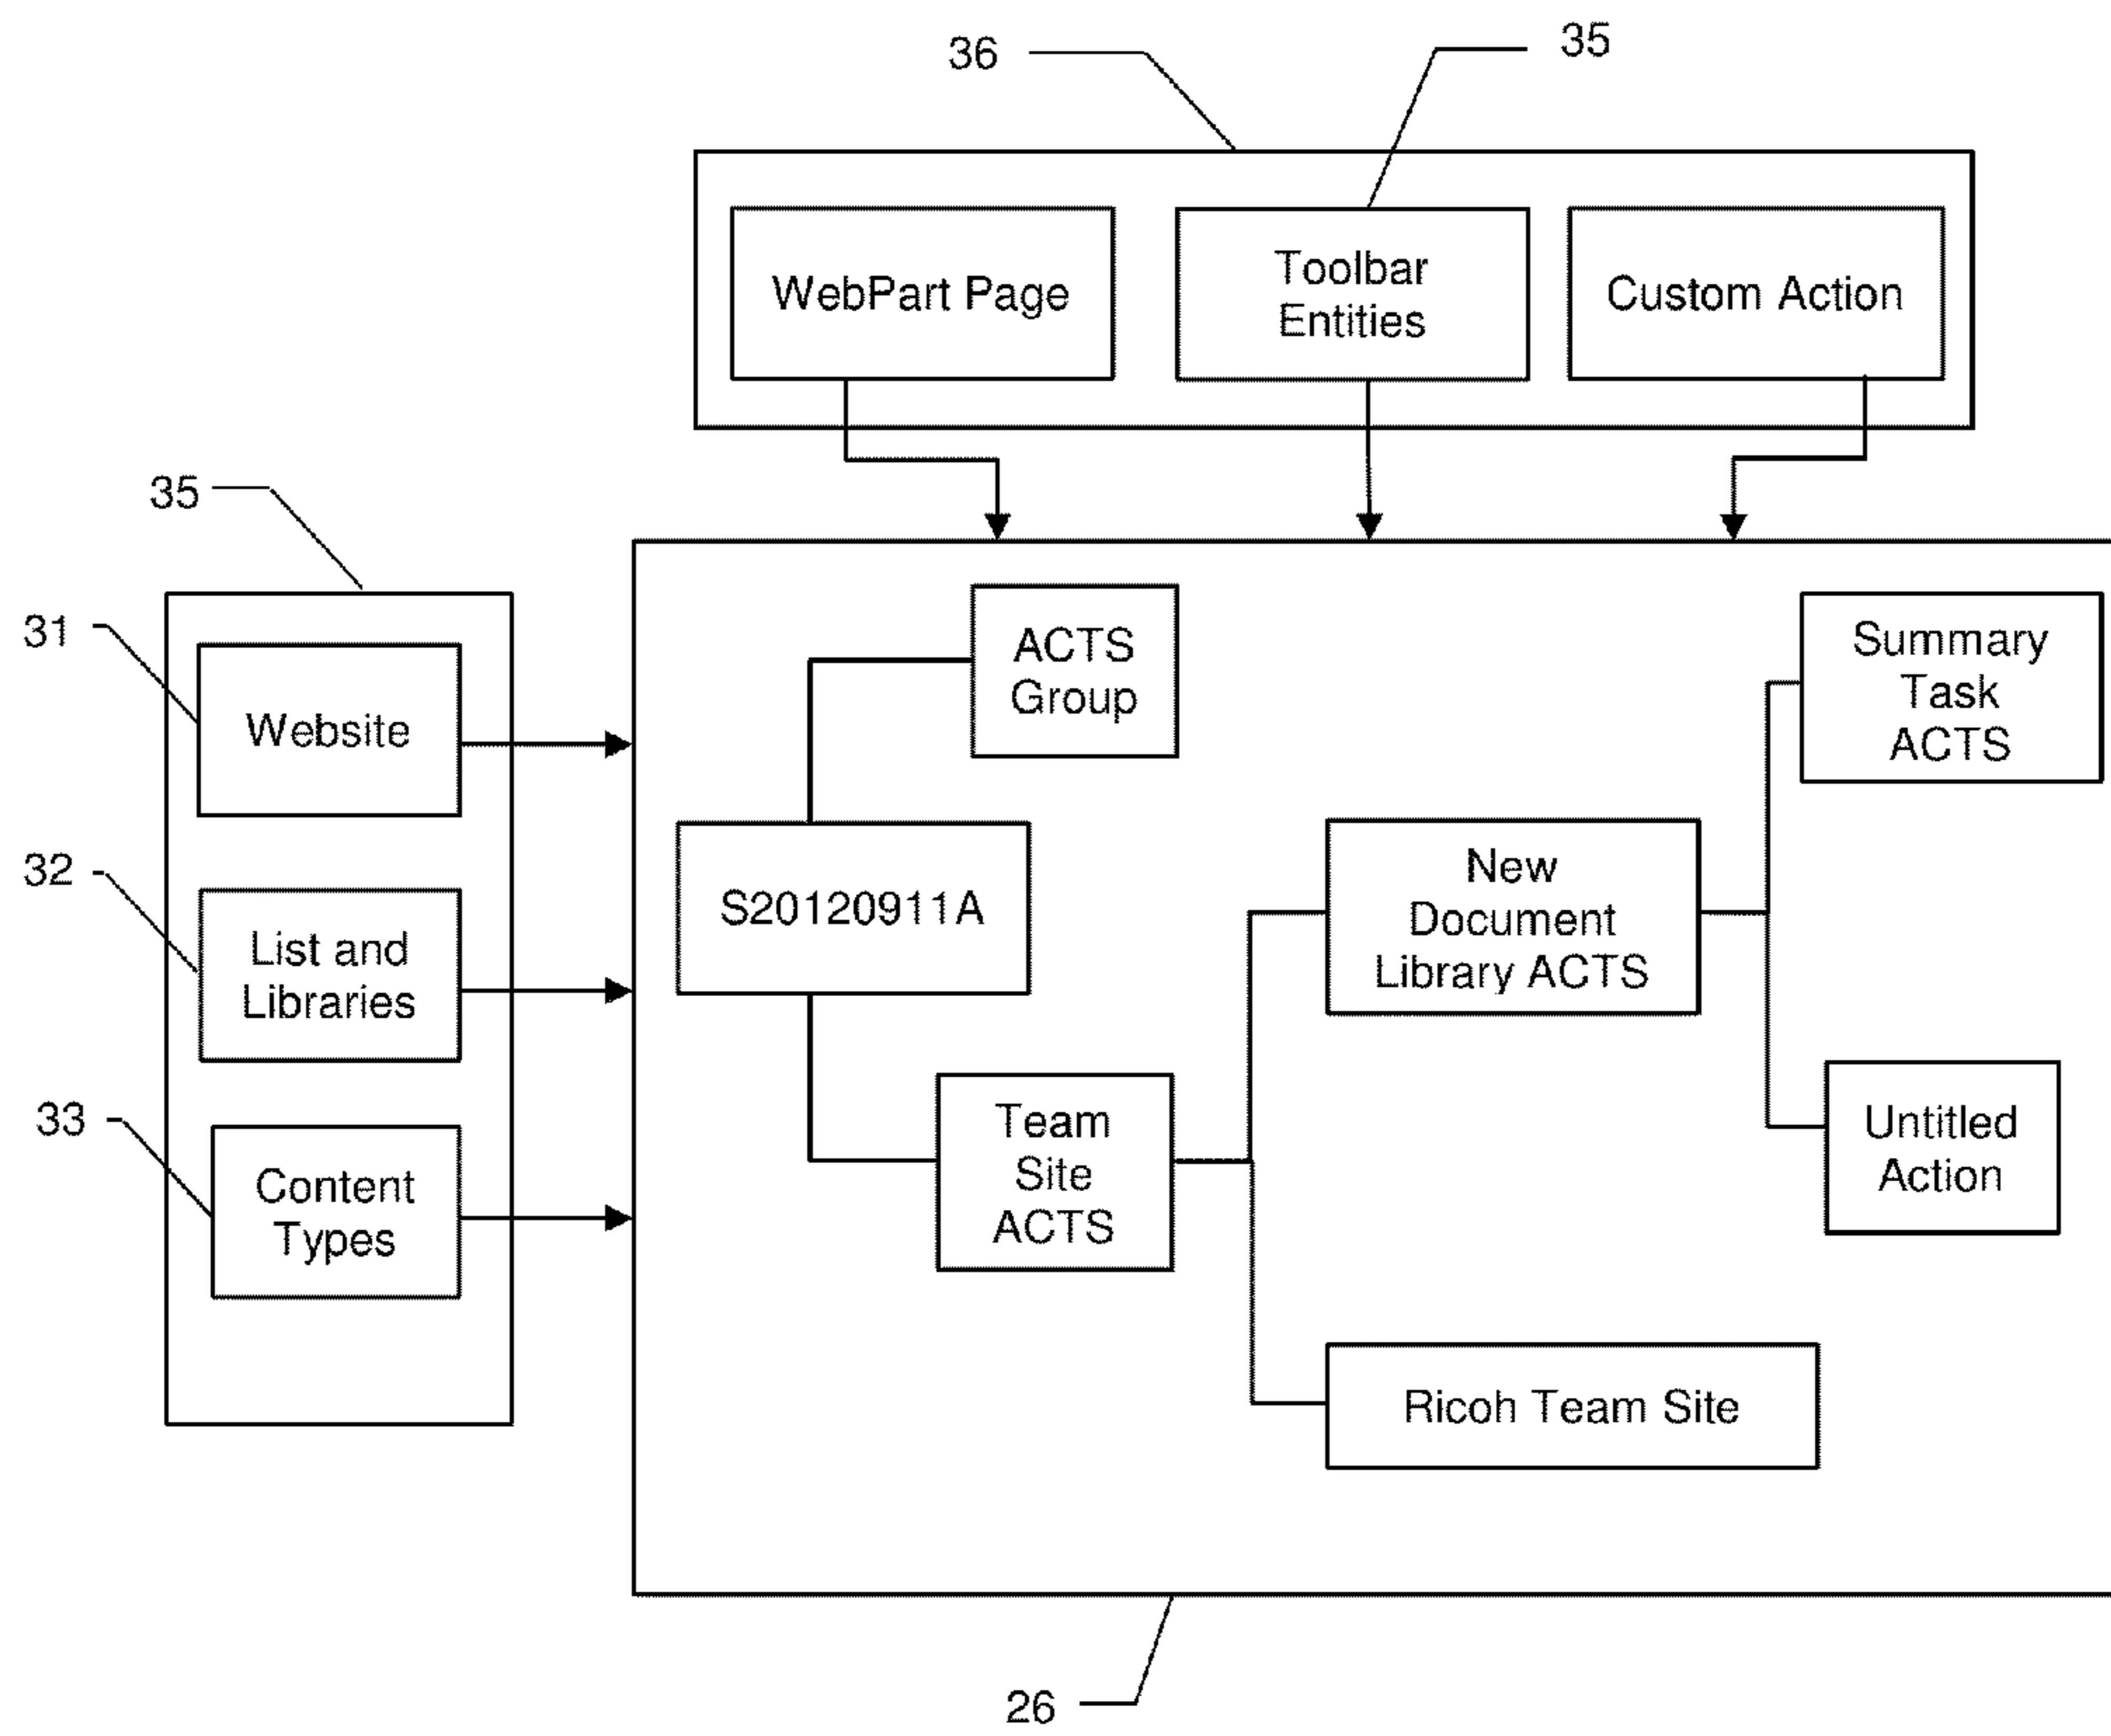 36
35
WebPart Page
Toolbar
Entities
Custom Action
35
31
Website
32
List and
Libraries
33
Content
Types
ACTS
Group
S20120911A
Team
Site
ACTS
New
Document
Library ACTS
Summary
Task
ACTS
Untitled
Action
Ricoh Team Site
26